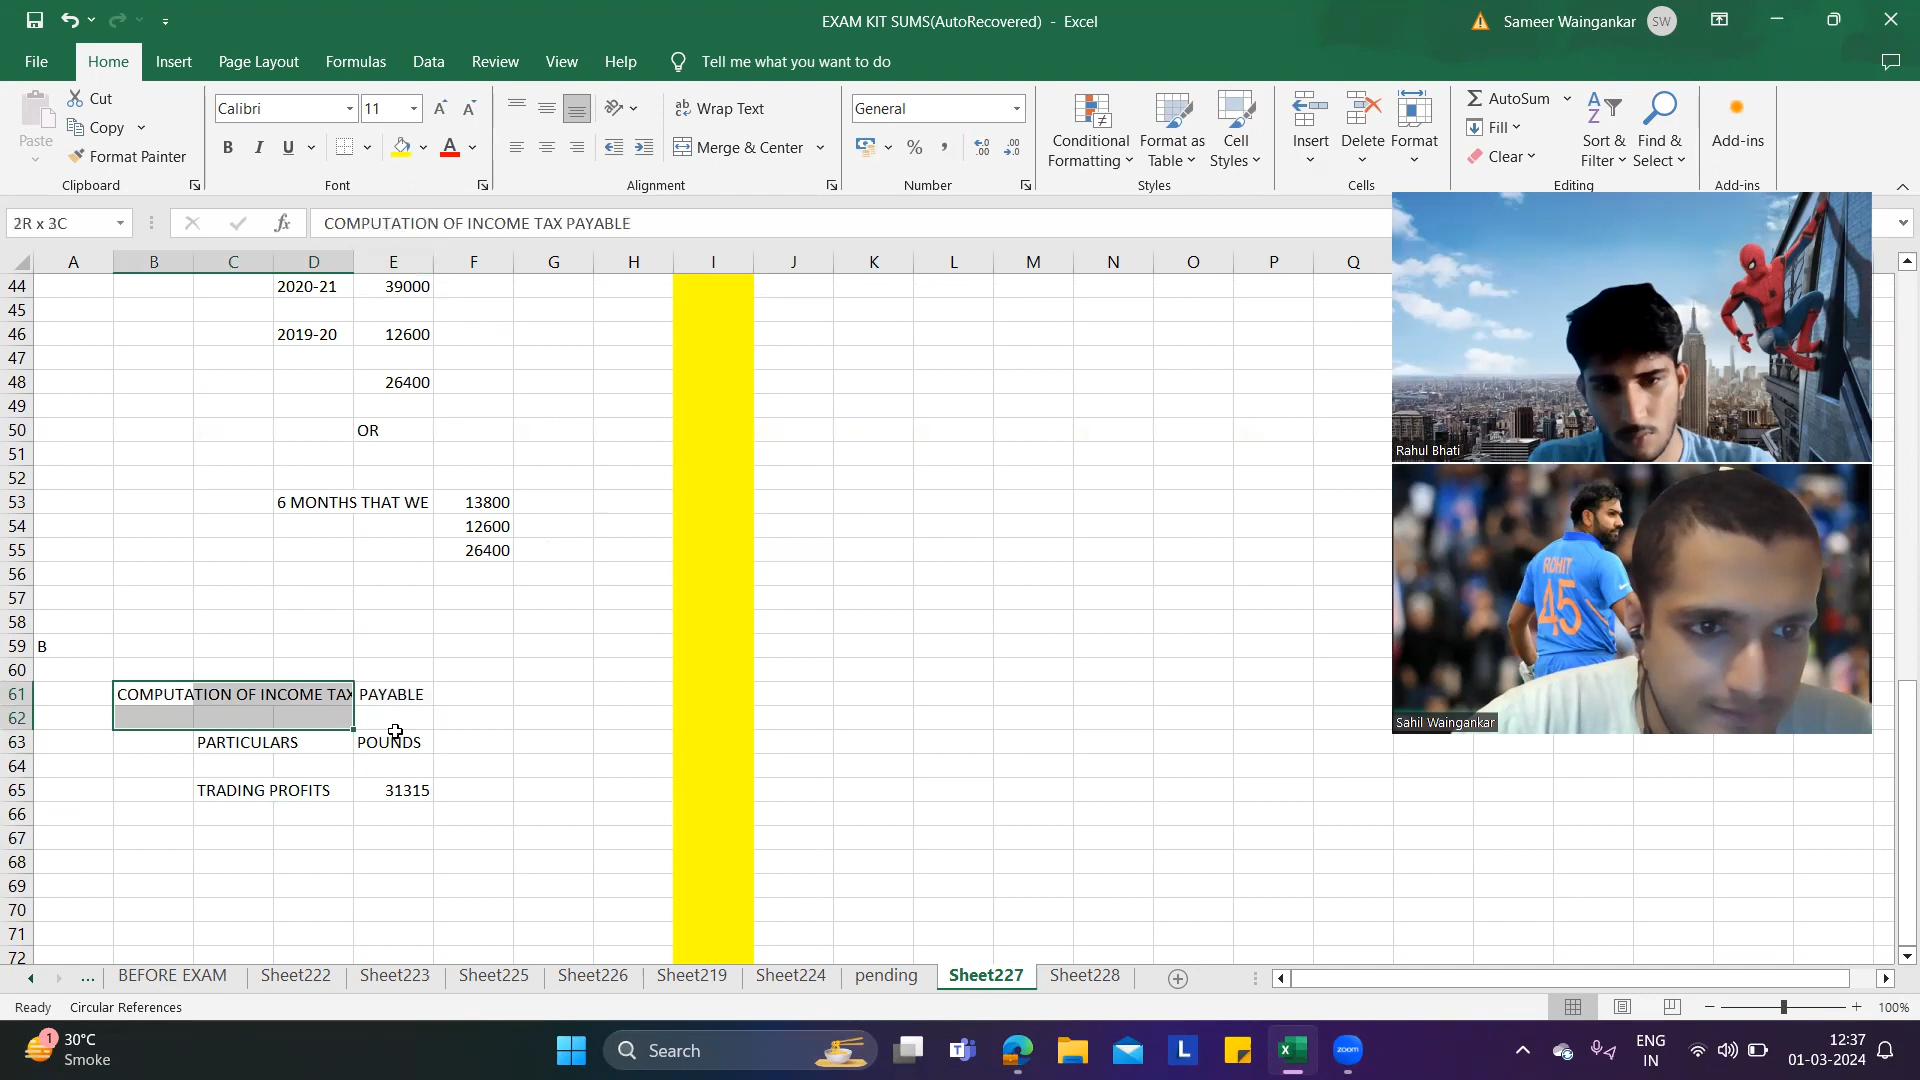 EXAM KIT SUMS(AutoRecovered) - Excel
Sameer Waingankar SW
File Home Insert Page Layout Formulas Data Review View Help Tell me what you want to do
Paste
Cut
Copy
Format Painter
Clipboard
Calibri 11
B I U
Font
Wrap Text
Merge & Center
Alignment
General
Number
Conditional Formatting
Format as Table
Cell Styles
Styles
Insert Delete Format
Cells
AutoSum
Fill
Clear
Sort & Filter
Find & Select
Editing
Add-ins
Add-ins
2R x 3C fx COMPUTATION OF INCOME TAX PAYABLE
A B C D E F G H I J K L M N O P Q
44 2020-21 39000
45
46 2019-20 12600
47
48 26400
49
50 OR
51
52
53 6 MONTHS THAT WE 13800
54 12600
55 26400
56
57
58
59 B
60
61 COMPUTATION OF INCOME TAX PAYABLE
62
63 PARTICULARS POUNDS
64
65 TRADING PROFITS 31315
66
67
68
69
70
71
72
Rahul Bhati
ROHIT
45
Sahil Waingankar
... BEFORE EXAM Sheet222 Sheet223 Sheet225 Sheet226 Sheet219 Sheet224 pending Sheet227 Sheet228
Ready Circular References 100%
1 30°C
Smoke
Search
L
zoom
ENG
IN
12:37
01-03-2024